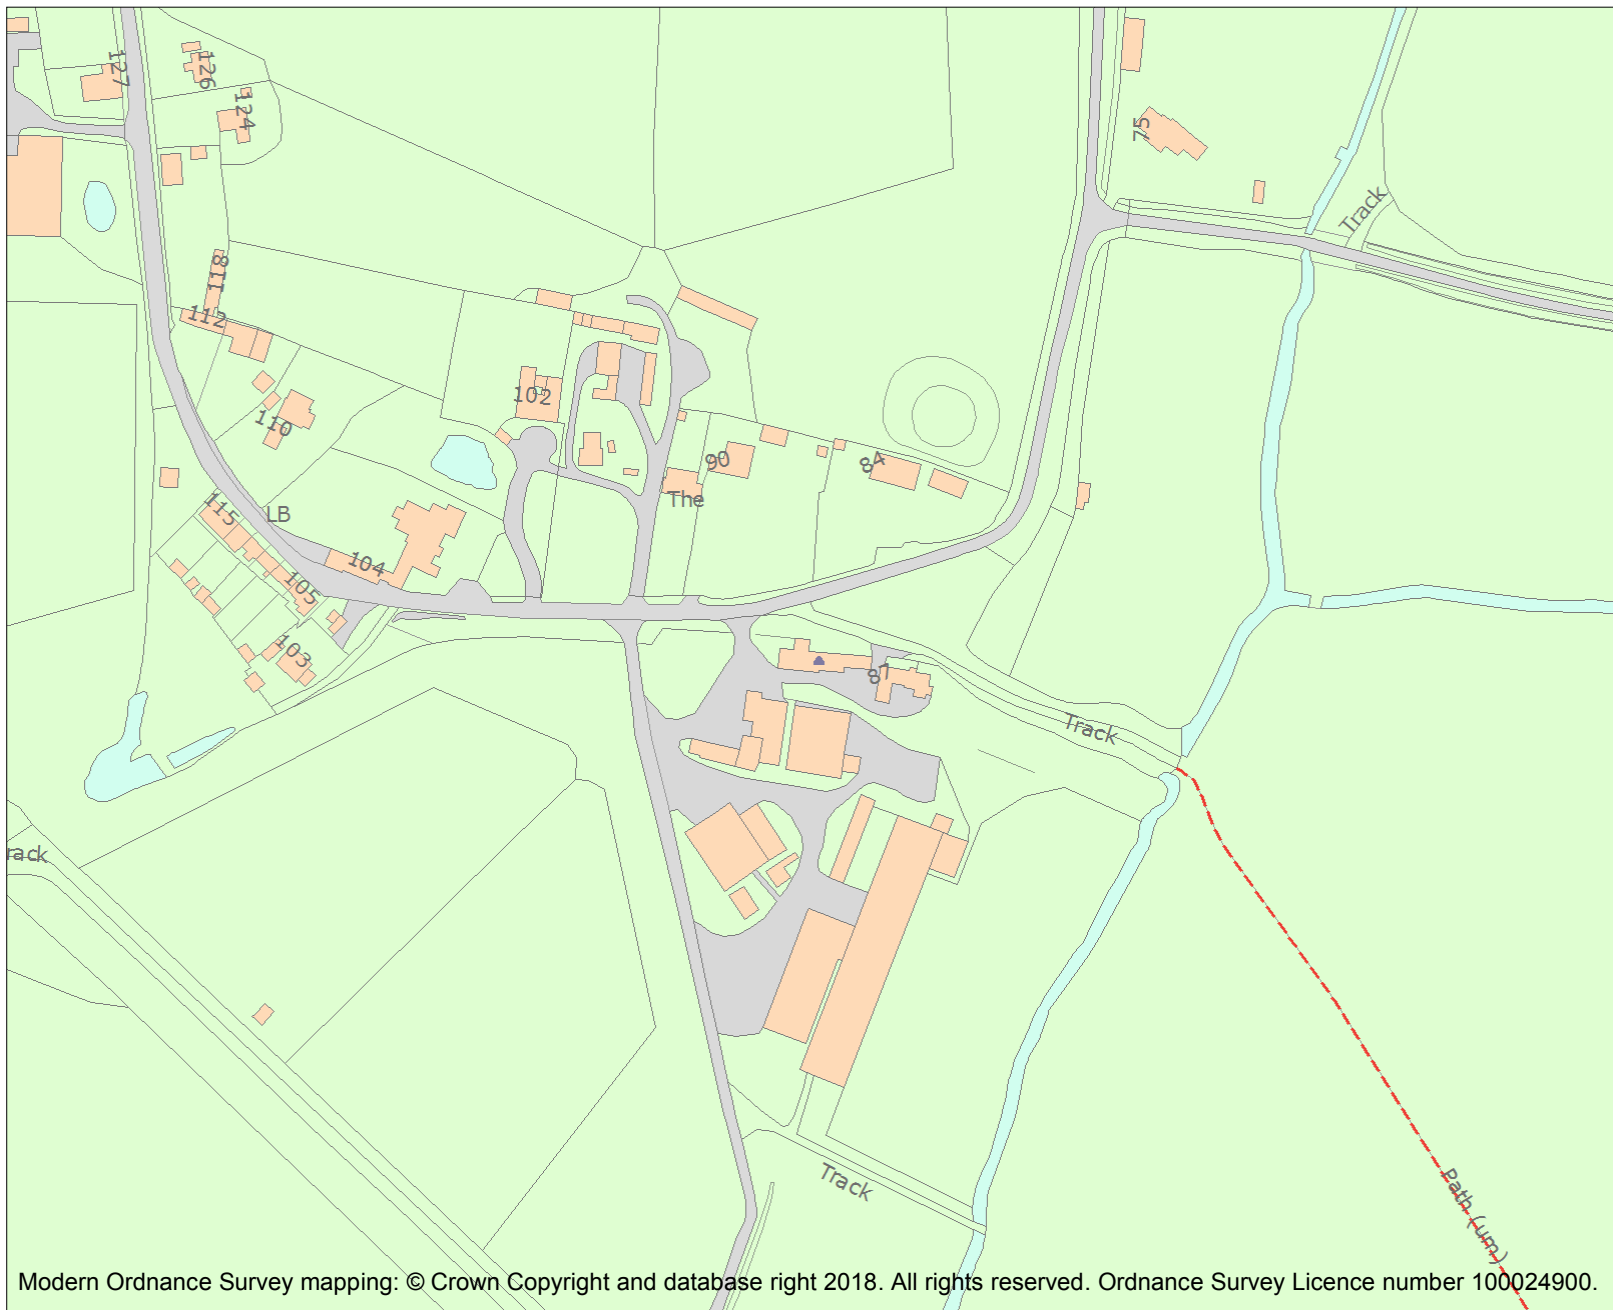 127
126
124
75
Track
118
112
102
110
90
84
The
115
LB
104
105
103
87
Track
rack
Track
Path (um)
Modern Ordnance Survey mapping: © Crown Copyright and database right 2018. All rights reserved. Ordnance Survey Licence number 100024900.